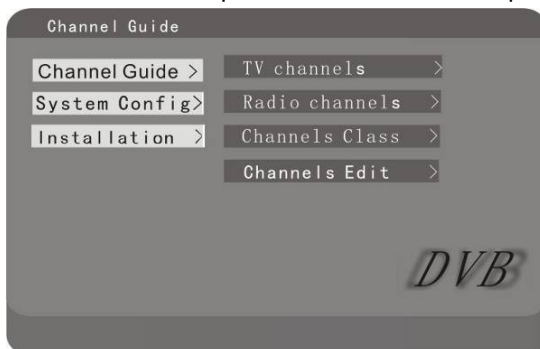 Channel Guide
Channel Guide >
System Config>
Installation >
TV channels >
Radio channels >
Channels Class >
Channels Edit >
DVB